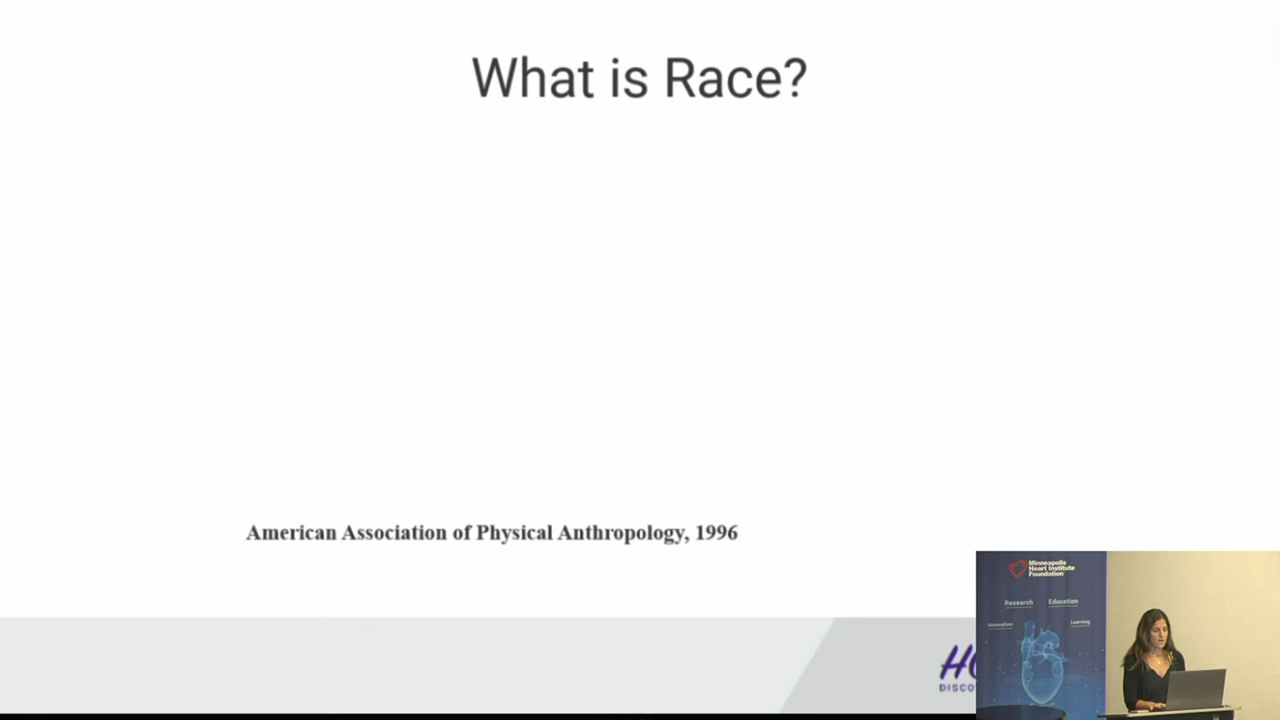 What is Race?
American Association of Physical Anthropology, 1996
Minneapolis
Heart Institute
Foundation
Research
Education
Innovation
Learning